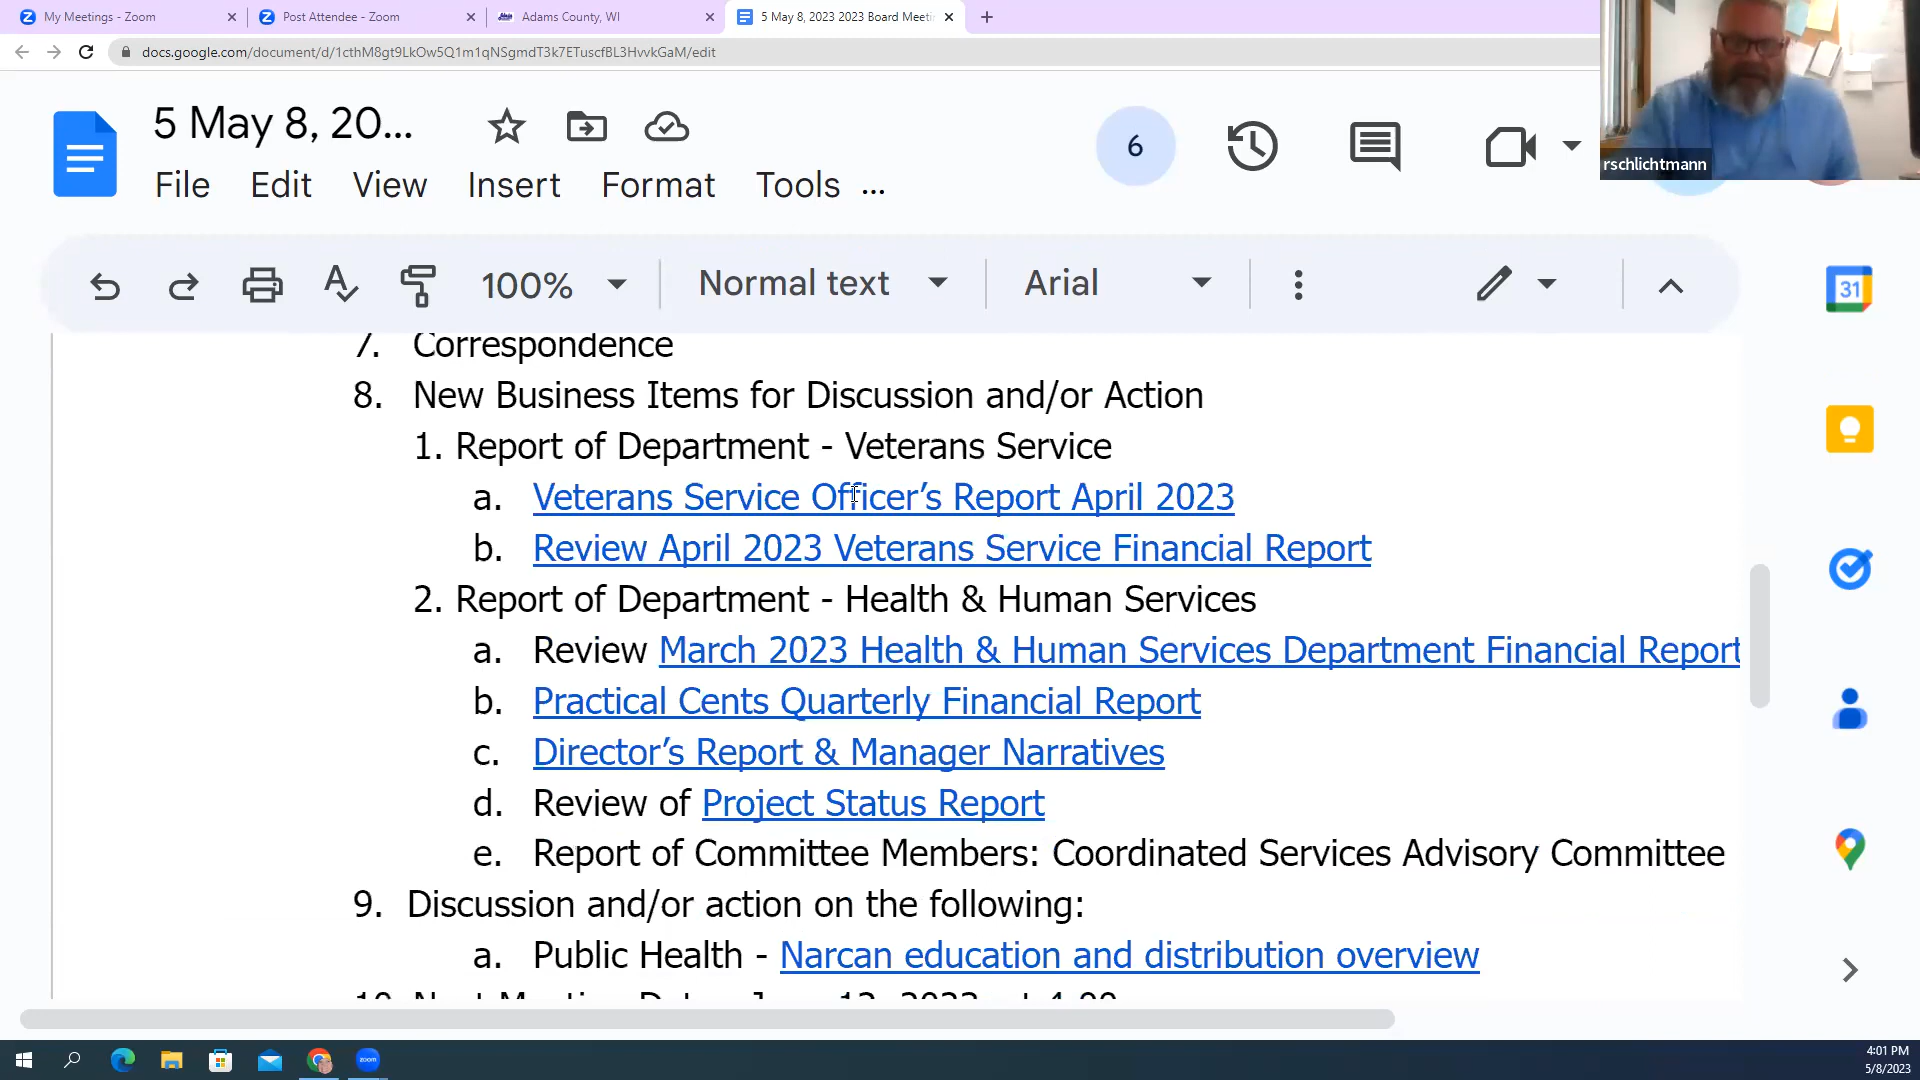 My Meetings - Zoom
Post Attendee - Zoom
Adams County, WI
5 May 8, 2023 2023 Board Meeti
docs.google.com/document/d/1cthM8gt9LkOw5Q1m1qNSgmdT3k7ETuscfBL3HvvkGaM/edit
5 May 8, 20...
6
rschlichtmann
File Edit View Insert Format Tools ...
100% Normal text Arial
31
7. Correspondence
8. New Business Items for Discussion and/or Action
1. Report of Department - Veterans Service
a. Veterans Service Officer’s Report April 2023
b. Review April 2023 Veterans Service Financial Report
2. Report of Department - Health & Human Services
a. Review March 2023 Health & Human Services Department Financial Report
b. Practical Cents Quarterly Financial Report
c. Director’s Report & Manager Narratives
d. Review of Project Status Report
e. Report of Committee Members: Coordinated Services Advisory Committee
9. Discussion and/or action on the following:
a. Public Health - Narcan education and distribution overview
zoom
4:01 PM
5/8/2023